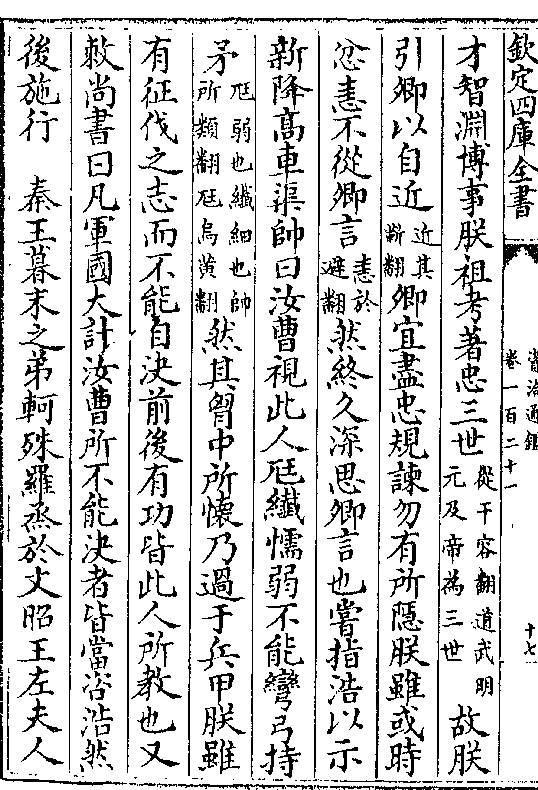 欽定四庫全書
資治通鑑
卷一百二十一
十七
才智淵博事朕祖考著忠三世從干容翻道武明元及帝為三世故朕
引卿以自近近其靳翻卿宜盡忠規諫勿有所隱朕雖或時
忿恚不從卿言恚於避翻然終久深思卿言也嘗指浩以示
新降高車渠帥曰汝曹視此人尫纖懦弱不能彎弓持
矛尫弱也纖細也帥所類翻尫烏黃翻然其胷中所懷乃過于兵甲朕雖
有征伐之志而不能自決前後有功皆此人所教也又
敕尚書曰凡軍國大計汝曹所不能決者皆當咨浩然
後施行 秦王暮末之弟軻殊羅烝於文昭王左夫人